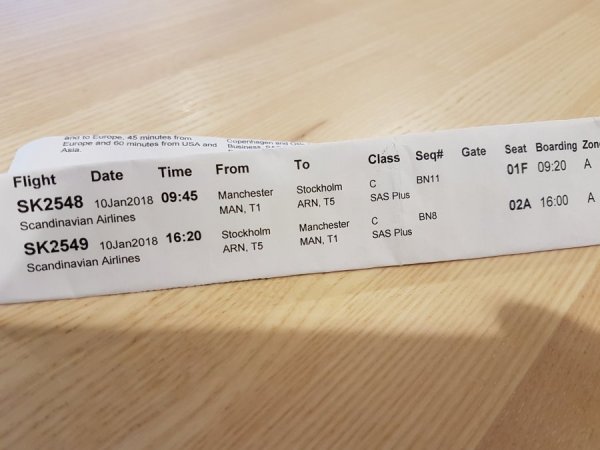 and to Europe, 45 minutes from
Europe and 60 minutes from USA and
Asia.
Copenhagen and
Flight Date Time From To Class Seq# Gate Seat Boarding Zone
SK2548 10Jan2018 09:45 Manchester Stockholm C BN11 01F 09:20 A
Scandinavian Airlines MAN, T1 ARN, T5 SAS Plus
SK2549 10Jan2018 16:20 Stockholm Manchester C BN8 02A 16:00 A
Scandinavian Airlines ARN, T5 MAN, T1 SAS Plus